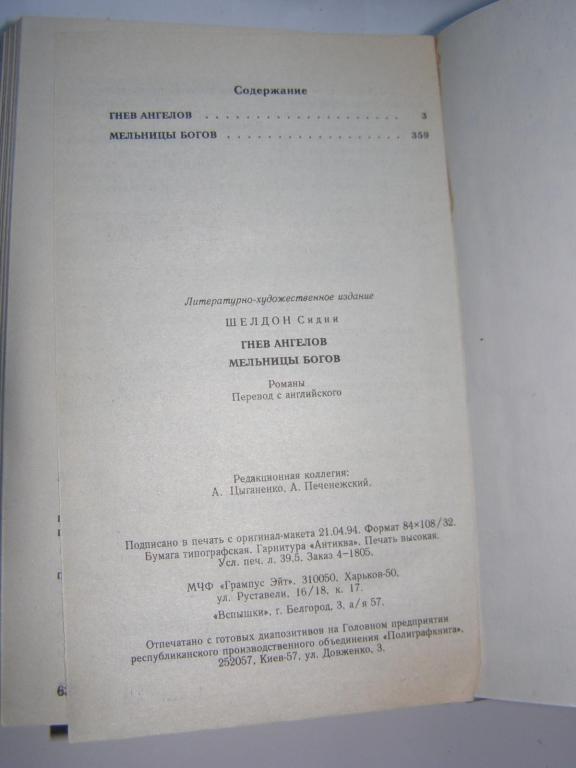 Содержание
ГНЕВ АНГЕЛОВ . . . . . . . . . . . . . . . . . . . . 3
МЕЛЬНИЦЫ БОГОВ . . . . . . . . . . . . . . . . . . 359
Литературно-художественное издание
ШЕЛДОН Сидни
ГНЕВ АНГЕЛОВ
МЕЛЬНИЦЫ БОГОВ
Романы
Перевод с английского
Редакционная коллегия:
А. Цыганенко, А. Печенежский.
Подписано в печать с оригинал-макета 21.04.94. Формат 84×108/32.
Бумага типографская. Гарнитура «Антиква». Печать высокая.
Усл. печ. л. 39,5. Заказ 4-1805.
МЧФ «Грампус Эйт». 310050, Харьков-50,
ул. Руставели, 16/18, к. 17.
«Вспышки», г. Белгород, 3, а/я 57.
Отпечатано с готовых диапозитивов на Головном предприятии
республиканского производственного объединения «Полиграфкнига»,
252057, Киев-57, ул. Довженко, 3.